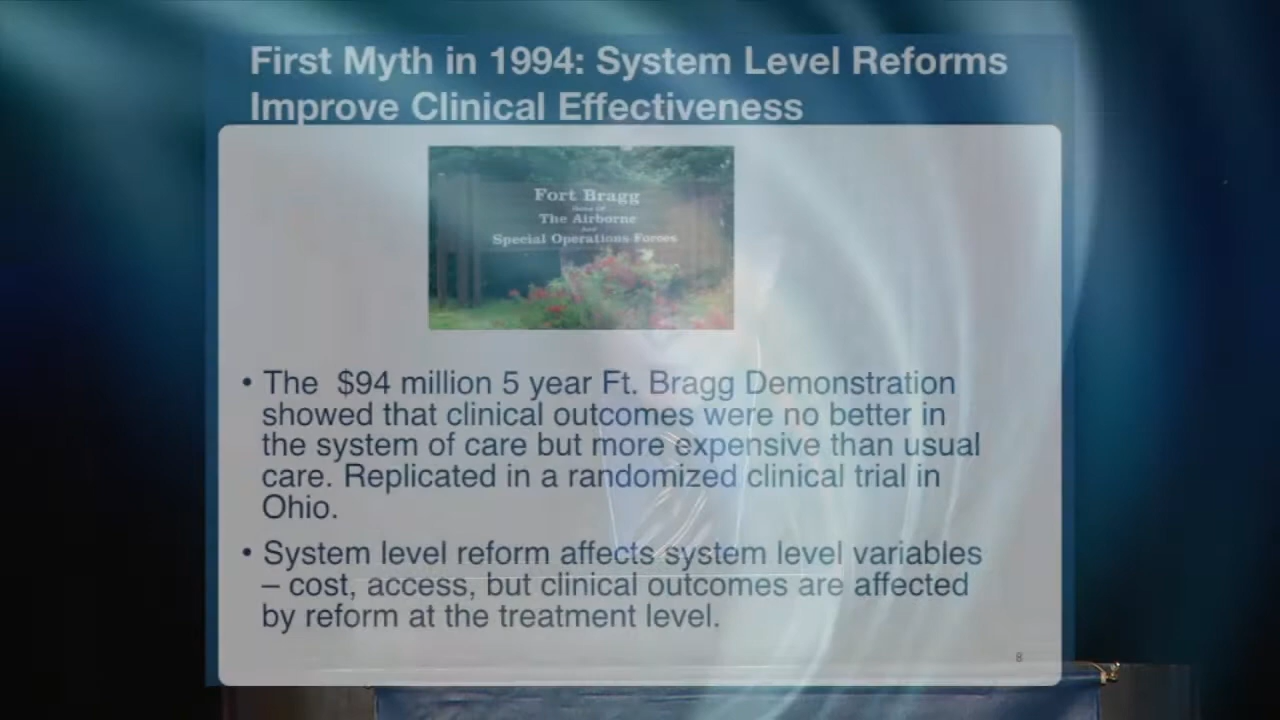 First Myth in 1994: System Level Reforms
Improve Clinical Effectiveness
Fort Bragg
Home Of
The Airborne
And
Special Operations Forces
• The $94 million 5 year Ft. Bragg Demonstration
showed that clinical outcomes were no better in
the system of care but more expensive than usual
care. Replicated in a randomized clinical trial in
Ohio.
• System level reform affects system level variables
– cost, access, but clinical outcomes are affected
by reform at the treatment level.
8